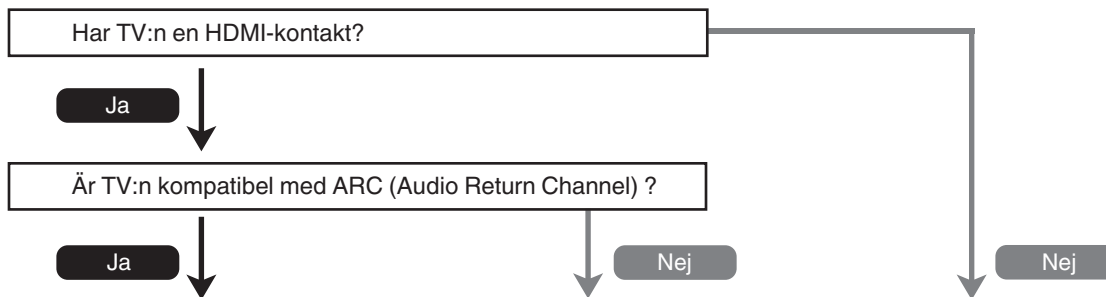 Har TV:n en HDMI-kontakt?
Ja
Är TV:n kompatibel med ARC (Audio Return Channel) ?
Ja
Nej
Nej